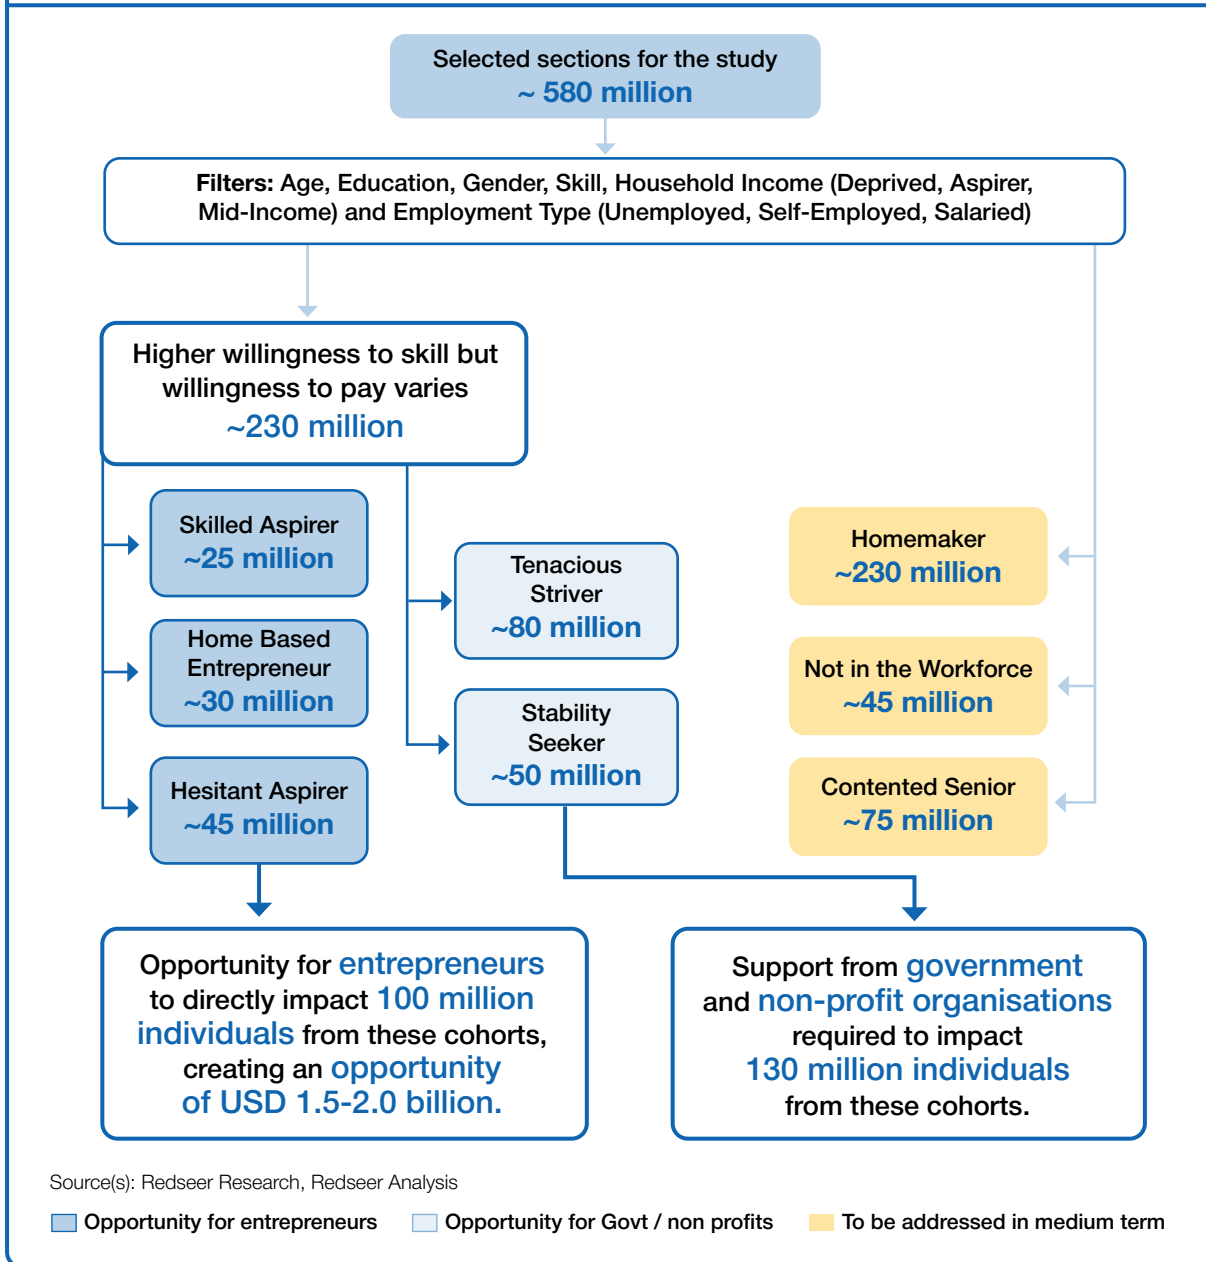 Selected sections for the study
~ 580 million
Filters: Age, Education, Gender, Skill, Household Income (Deprived, Aspirer,
Mid-Income) and Employment Type (Unemployed, Self-Employed, Salaried)
Higher willingness to skill but
willingness to pay varies
~230 million
Skilled Aspirer
~25 million
Home Based
Entrepreneur
~30 million
Hesitant Aspirer
~45 million
Tenacious
Striver
~80 million
Stability
Seeker
~50 million
Homemaker
~230 million
Not in the Workforce
~45 million
Contented Senior
~75 million
Opportunity for entrepreneurs
to directly impact 100 million
individuals from these cohorts,
creating an opportunity
of USD 1.5-2.0 billion.
Support from government
and non-profit organisations
required to impact
130 million individuals
from these cohorts.
Source(s): Redseer Research, Redseer Analysis
Opportunity for entrepreneurs
Opportunity for Govt / non profits
To be addressed in medium term